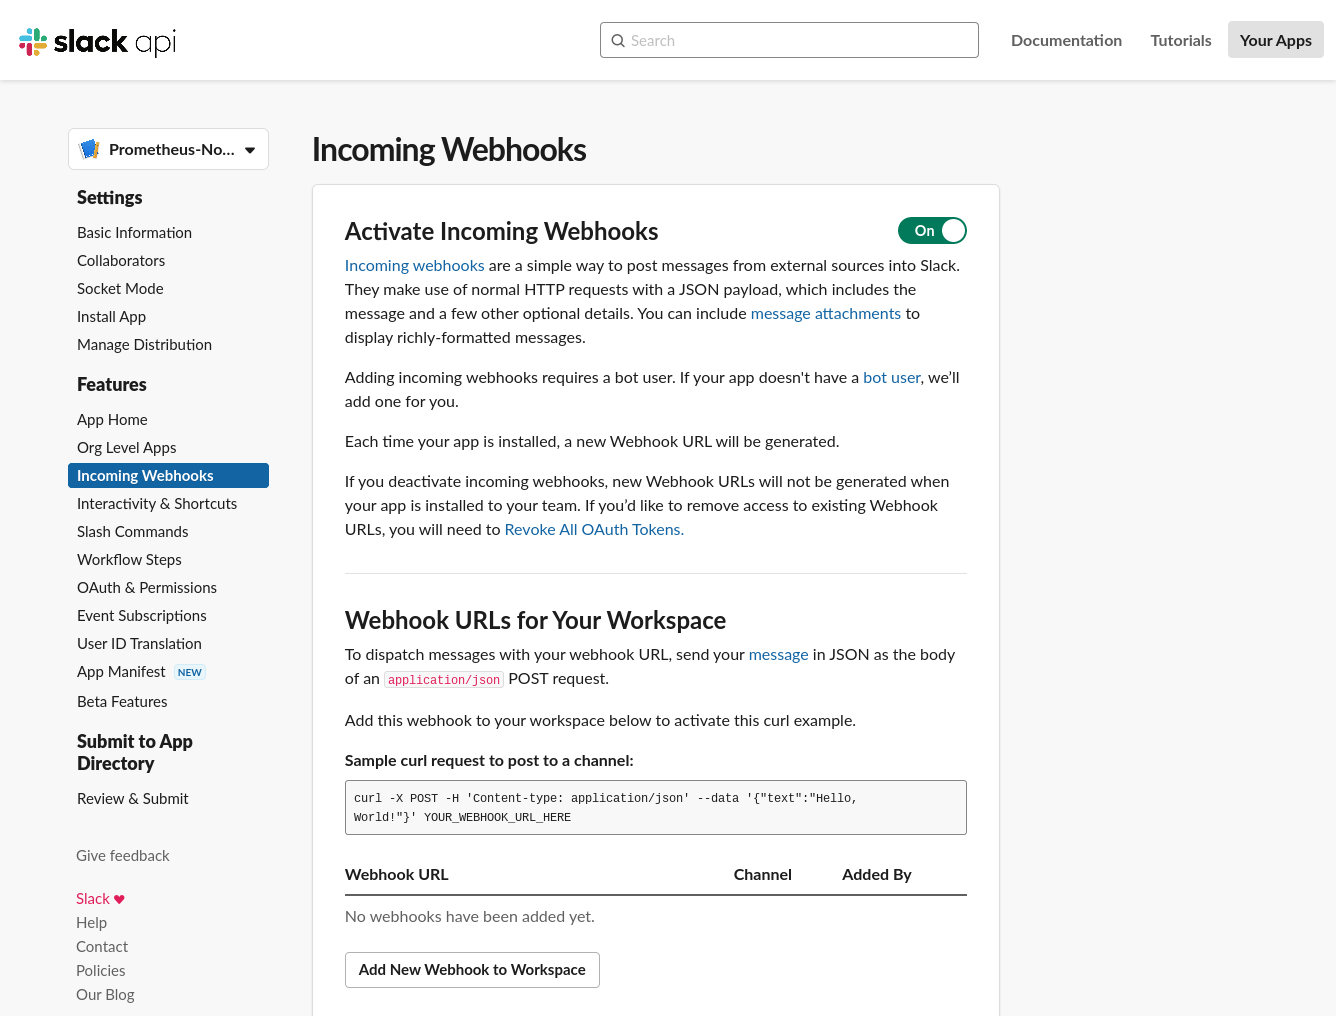 slack api
Search
Documentation
Tutorials
Your Apps
Prometheus-No...
Settings
Basic Information
Collaborators
Socket Mode
Install App
Manage Distribution
Features
App Home
Org Level Apps
Incoming Webhooks
Interactivity & Shortcuts
Slash Commands
Workflow Steps
OAuth & Permissions
Event Subscriptions
User ID Translation
App Manifest NEW
Beta Features
Submit to App
Directory
Review & Submit
Give feedback
Slack
Help
Contact
Policies
Our Blog
Incoming Webhooks
Activate Incoming Webhooks
On
Incoming webhooks are a simple way to post messages from external sources into Slack.
They make use of normal HTTP requests with a JSON payload, which includes the
message and a few other optional details. You can include message attachments to
display richly-formatted messages.
Adding incoming webhooks requires a bot user. If your app doesn't have a bot user, we’ll
add one for you.
Each time your app is installed, a new Webhook URL will be generated.
If you deactivate incoming webhooks, new Webhook URLs will not be generated when
your app is installed to your team. If you’d like to remove access to existing Webhook
URLs, you will need to Revoke All OAuth Tokens.
Webhook URLs for Your Workspace
To dispatch messages with your webhook URL, send your message in JSON as the body
of an application/json POST request.
Add this webhook to your workspace below to activate this curl example.
Sample curl request to post to a channel:
curl -X POST -H 'Content-type: application/json' --data '{"text":"Hello,
World!"}' YOUR_WEBHOOK_URL_HERE
Webhook URL
Channel
Added By
No webhooks have been added yet.
Add New Webhook to Workspace